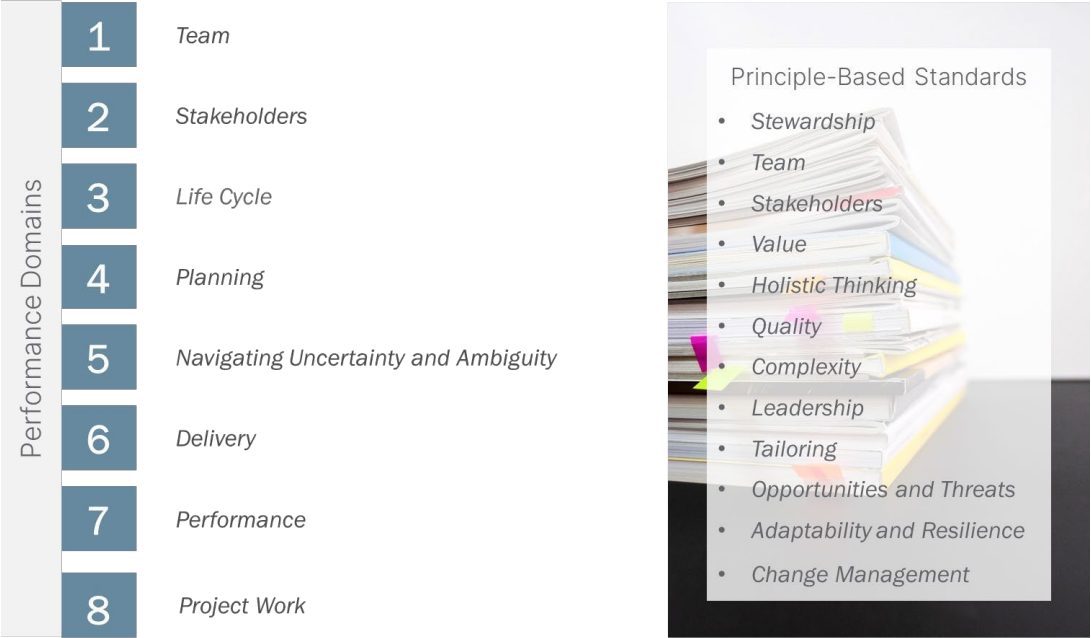 Performance Domains
1 Team
2 Stakeholders
3 Life Cycle
4 Planning
5 Navigating Uncertainty and Ambiguity
6 Delivery
7 Performance
8 Project Work
Principle-Based Standards
• Stewardship
• Team
• Stakeholders
• Value
• Holistic Thinking
• Quality
• Complexity
• Leadership
• Tailoring
• Opportunities and Threats
• Adaptability and Resilience
• Change Management